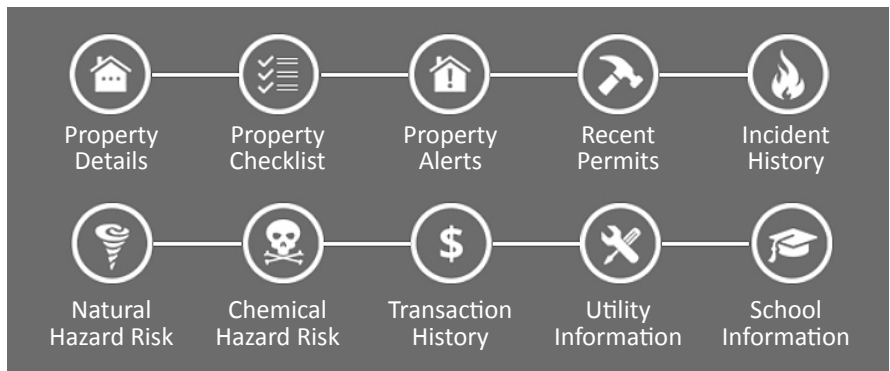 Property Details
Property Checklist
Property Alerts
Recent Permits
Incident History
Natural Hazard Risk
Chemical Hazard Risk
$
Transaction History
Utility Information
School Information